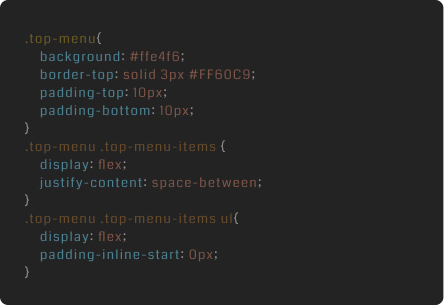 .top-menu{
background: #ffe4f6;
border-top: solid 3px #FF60C9;
padding-top: 10px;
padding-bottom: 10px;
}
.top-menu .top-menu-items {
display: flex;
justify-content: space-between;
}
.top-menu .top-menu-items ul{
display: flex;
padding-inline-start: 0px;
}